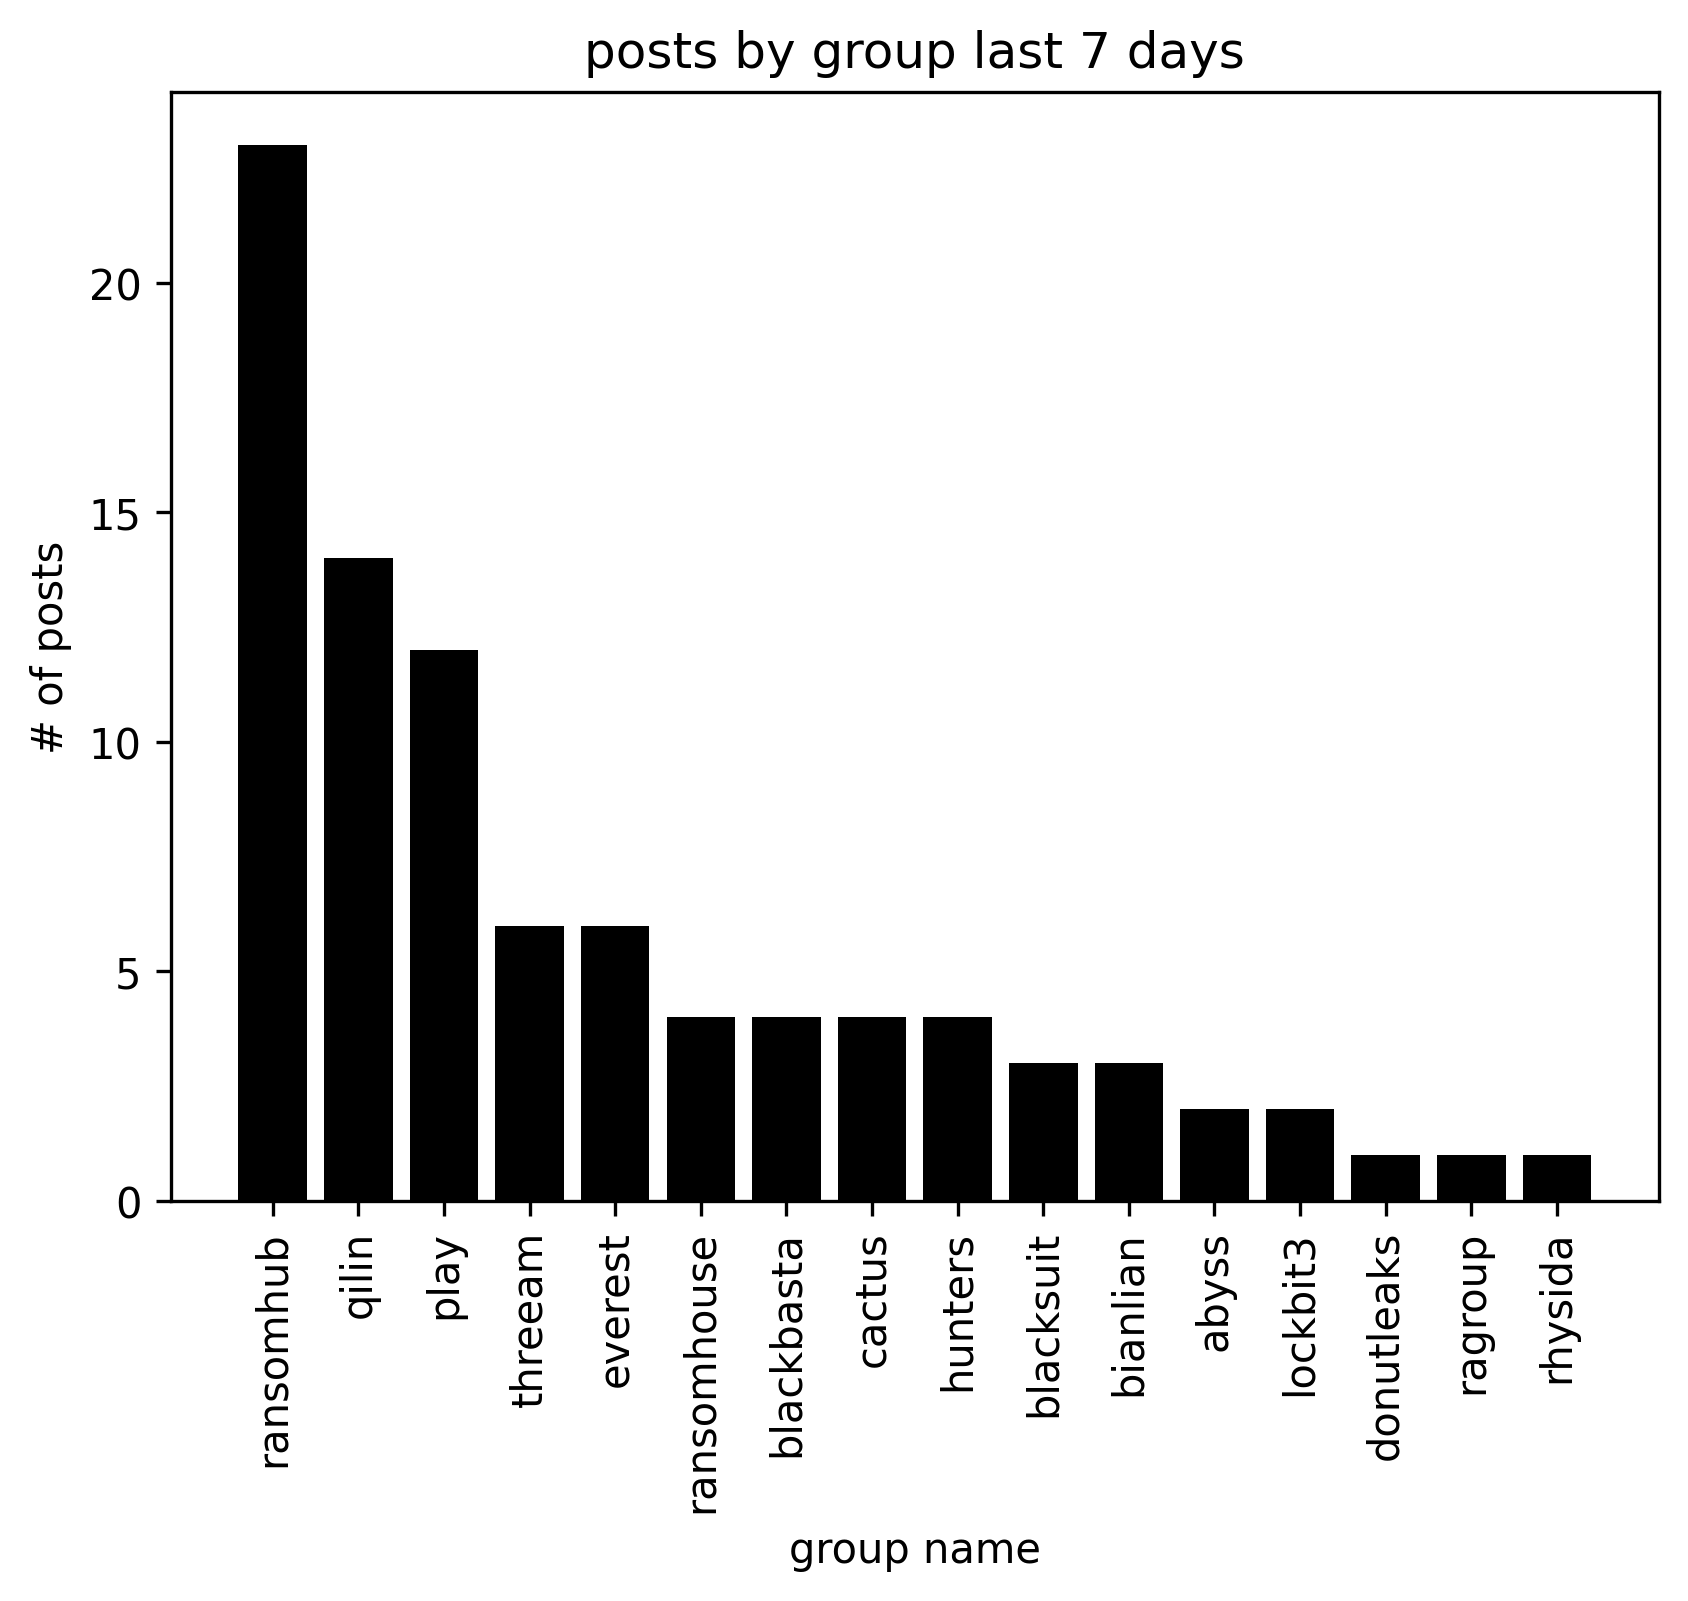 posts by group last 7 days
# of posts
20
15
10
5
0
ransomhub
qilin
play
threeam
everest
ransomhouse
blackbasta
cactus
hunters
blacksuit
bianlian
abyss
lockbit3
donutleaks
ragroup
rhysida
group name